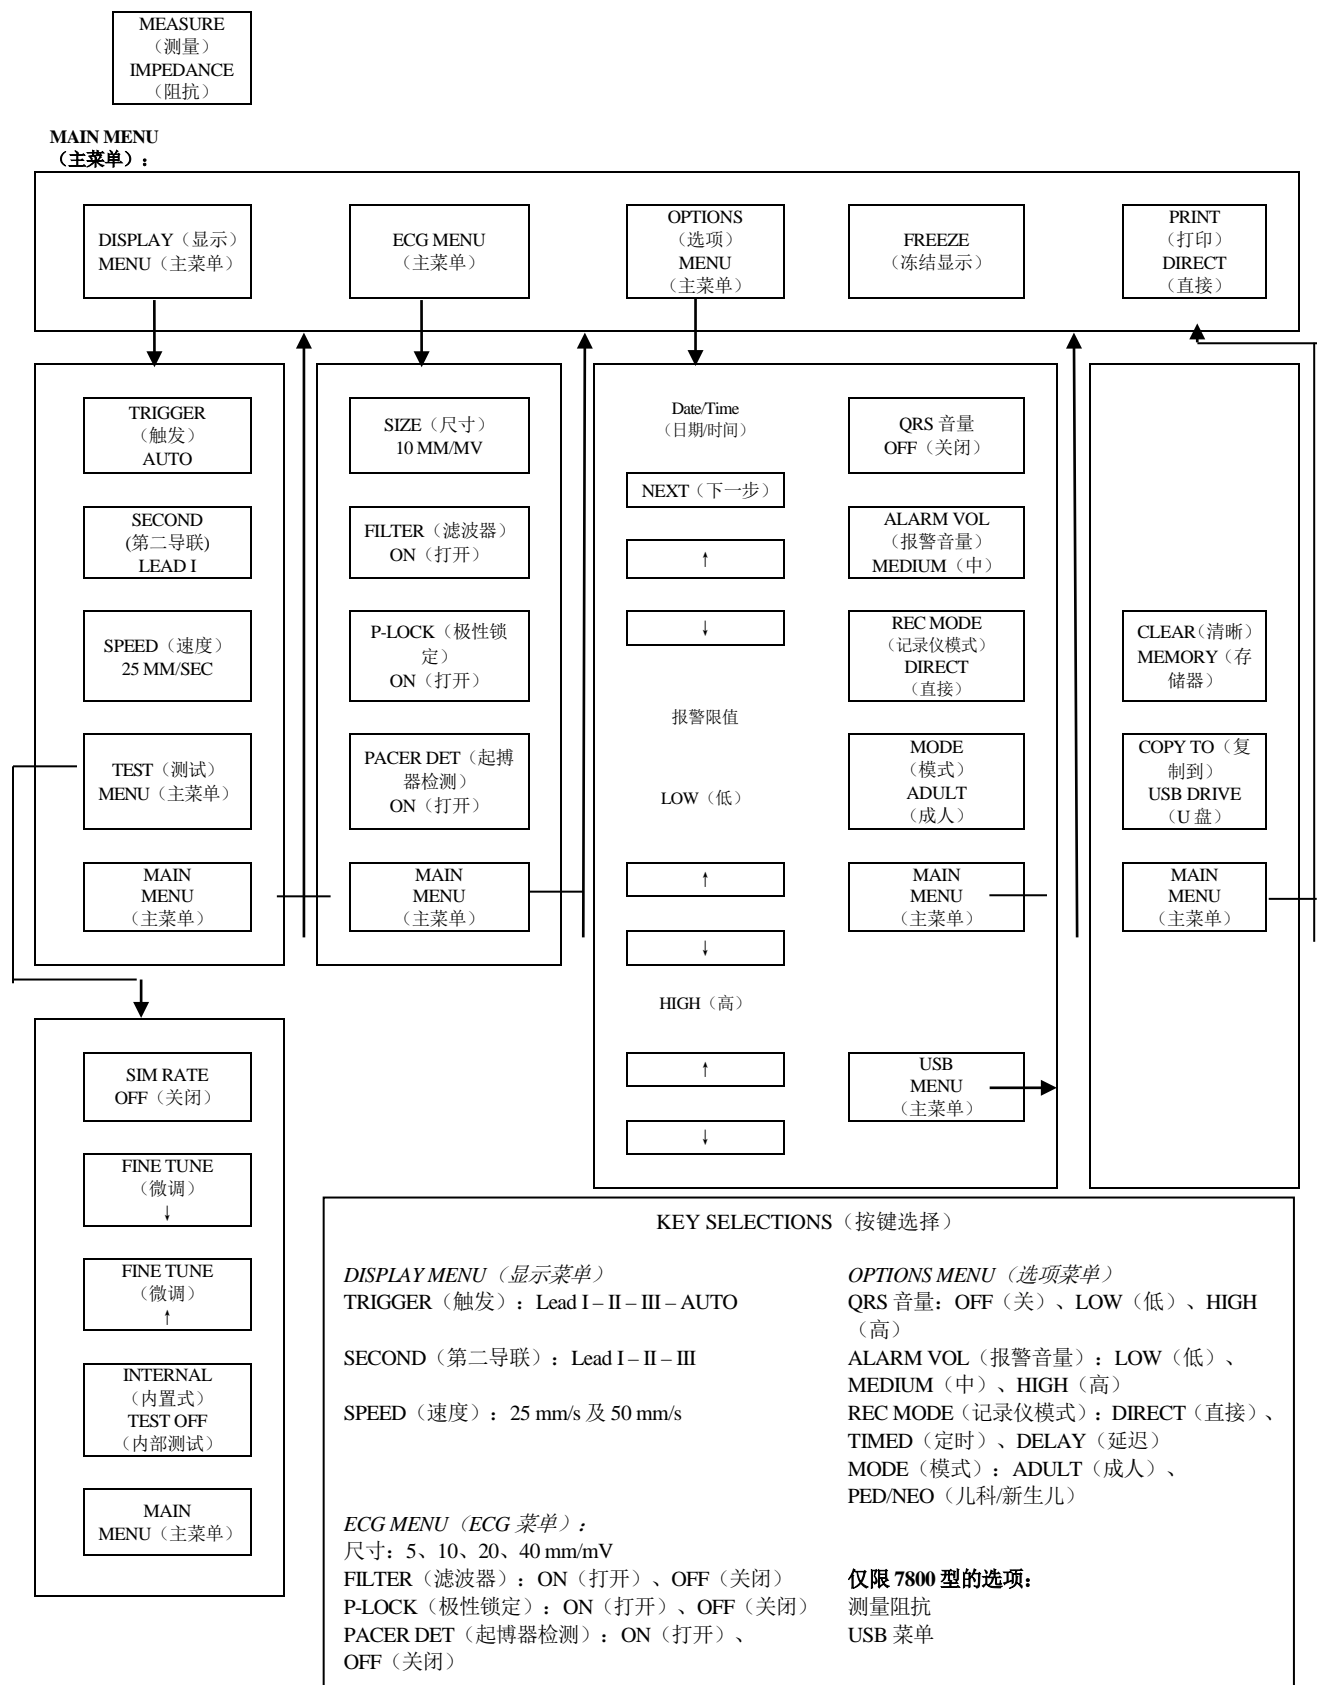 MEASURE
（测量）
IMPEDANCE
（阻抗）
MAIN MENU
（主菜单）：
DISPLAY（显示）
MENU（主菜单）
ECG MENU
（主菜单）
OPTIONS
（选项）
MENU
（主菜单）
FREEZE
（冻结显示）
PRINT
（打印）
DIRECT
（直接）
TRIGGER
（触发）
AUTO
SECOND
(第二导联)
LEAD I
SPEED（速度）
25 MM/SEC
TEST（测试）
MENU（主菜单）
MAIN
MENU
（主菜单）
SIZE（尺寸）
10 MM/MV
FILTER（滤波器）
ON（打开）
P-LOCK（极性锁
定）
ON（打开）
PACER DET（起搏
器检测）
ON（打开）
MAIN
MENU
（主菜单）
Date/Time
（日期/时间）
NEXT（下一步）
↑
↓
报警限值
LOW（低）
↑
↓
HIGH（高）
↑
↓
QRS 音量
OFF（关闭）
ALARM VOL
（报警音量）
MEDIUM（中）
REC MODE
（记录仪模式）
DIRECT
（直接）
MODE
（模式）
ADULT
（成人）
MAIN
MENU
（主菜单）
USB
MENU
（主菜单）
CLEAR（清晰）
MEMORY（存
储器）
COPY TO（复
制到）
USB DRIVE
（U 盘）
MAIN
MENU
（主菜单）
SIM RATE
OFF（关闭）
FINE TUNE
（微调）
↓
FINE TUNE
（微调）
↑
INTERNAL
（内置式）
TEST OFF
（内部测试）
MAIN
MENU（主菜单）
KEY SELECTIONS（按键选择）
DISPLAY MENU（显示菜单）
TRIGGER（触发）：Lead I – II – III – AUTO
SECOND（第二导联）：Lead I – II – III
SPEED（速度）：25 mm/s 及 50 mm/s
ECG MENU（ECG 菜单）：
尺寸：5、10、20、40 mm/mV
FILTER（滤波器）：ON（打开）、OFF（关闭）
P-LOCK（极性锁定）：ON（打开）、OFF（关闭）
PACER DET（起博器检测）：ON（打开）、
OFF（关闭）
OPTIONS MENU（选项菜单）
QRS 音量：OFF（关）、LOW（低）、HIGH
（高）
ALARM VOL（报警音量）：LOW（低）、
MEDIUM（中）、HIGH（高）
REC MODE（记录仪模式）：DIRECT（直接）、
TIMED（定时）、DELAY（延迟）
MODE（模式）：ADULT（成人）、
PED/NEO（儿科/新生儿）
仅限 7800 型的选项：
测量阻抗
USB 菜单